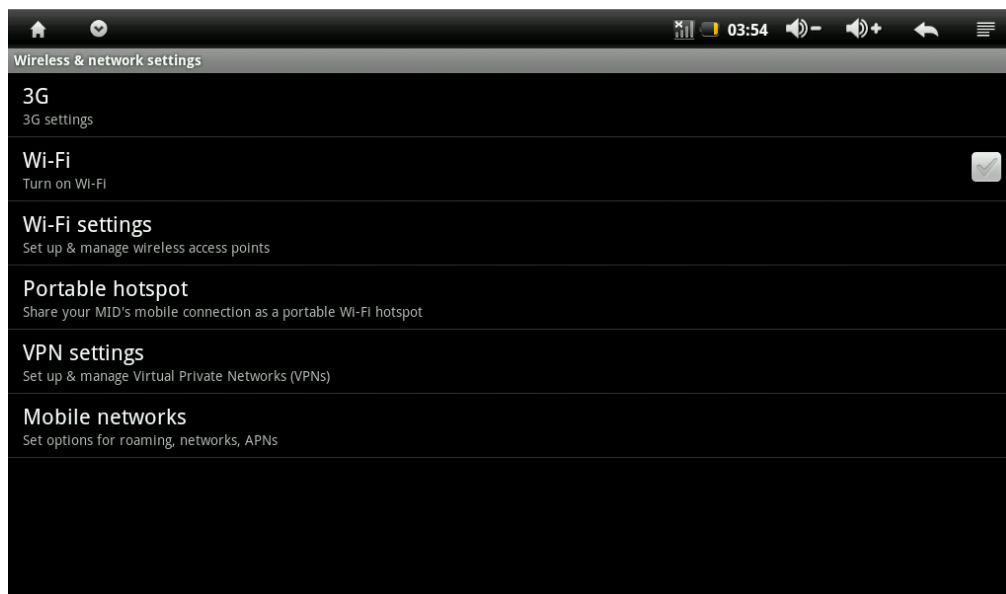 03:54
Wireless & network settings
3G
3G settings
Wi-Fi
Turn on Wi-Fi
Wi-Fi settings
Set up & manage wireless access points
Portable hotspot
Share your MID's mobile connection as a portable Wi-Fi hotspot
VPN settings
Set up & manage Virtual Private Networks (VPNs)
Mobile networks
Set options for roaming, networks, APNs